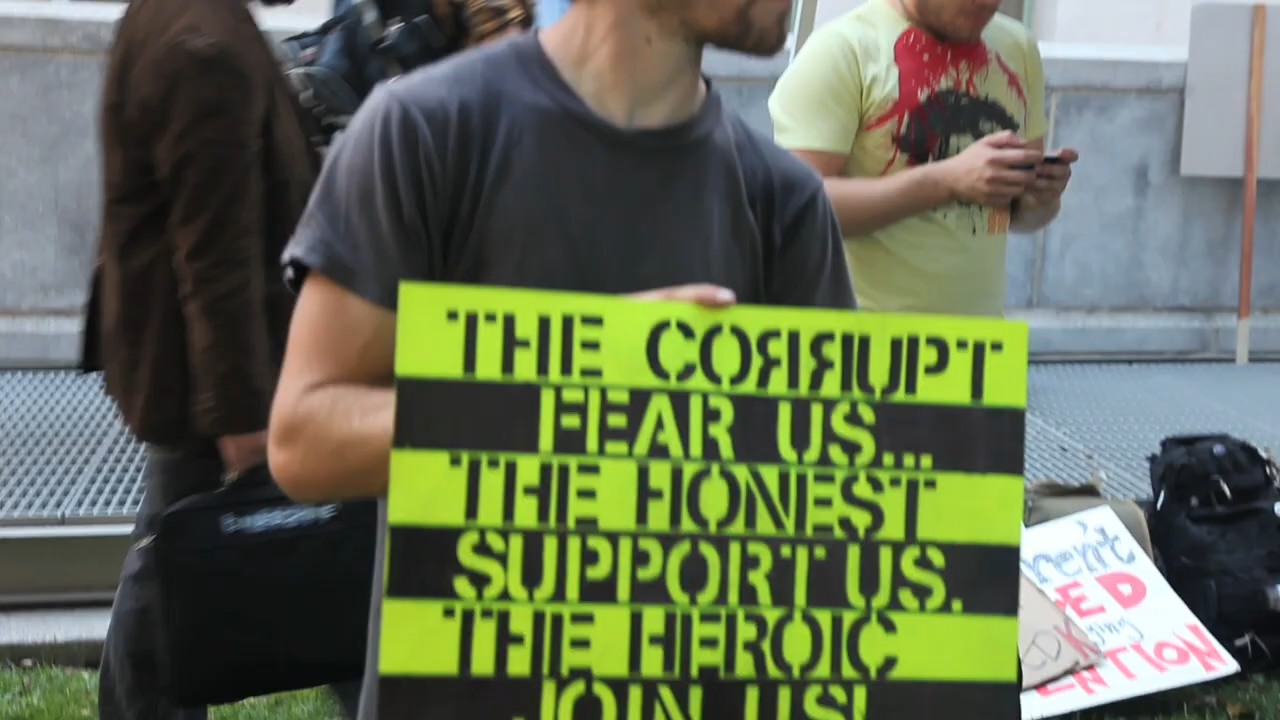 THE CORRUPT
FEAR US...
THE HONEST
SUPPORT US.
THE HEROIC
JOIN US!